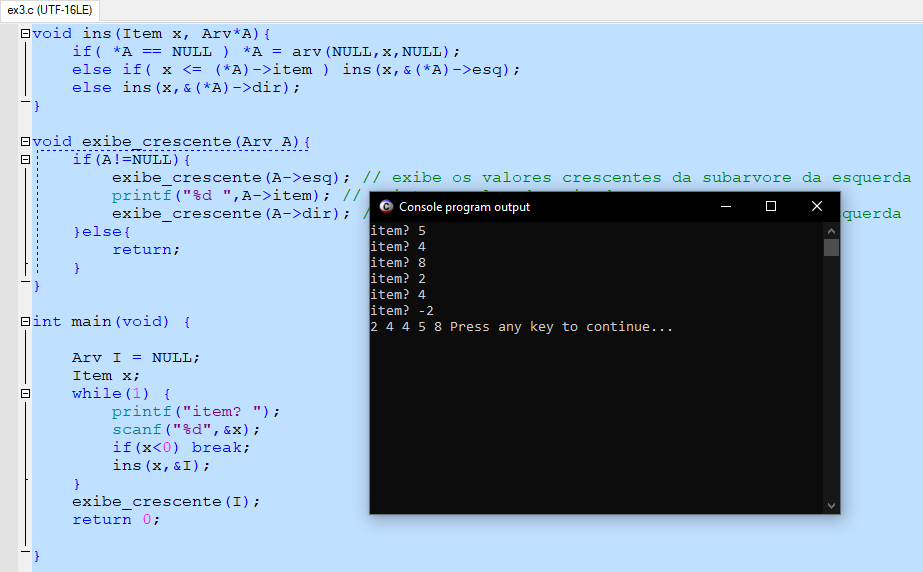 ex3.c (UTF-16LE)
void ins(Item x, Arv*A){
if( *A == NULL ) *A = arv(NULL,x,NULL);
else if( x <= (*A)->item ) ins(x,&(*A)->esq);
else ins(x,&(*A)->dir);
}
void exibe_crescente(Arv A){
if(A!=NULL){
exibe_crescente(A->esq); // exibe os valores crescentes da subarvore da esquerda
printf("%d ",A->item); //
exibe_crescente(A->dir); / querda
}else{
return;
}
}
int main(void) {
Arv I = NULL;
Item x;
while(1) {
printf("item? ");
scanf("%d",&x);
if(x<0) break;
ins(x,&I);
}
exibe_crescente(I);
return 0;
}
Console program output
item? 5
item? 4
item? 8
item? 2
item? 4
item? -2
2 4 4 5 8 Press any key to continue...